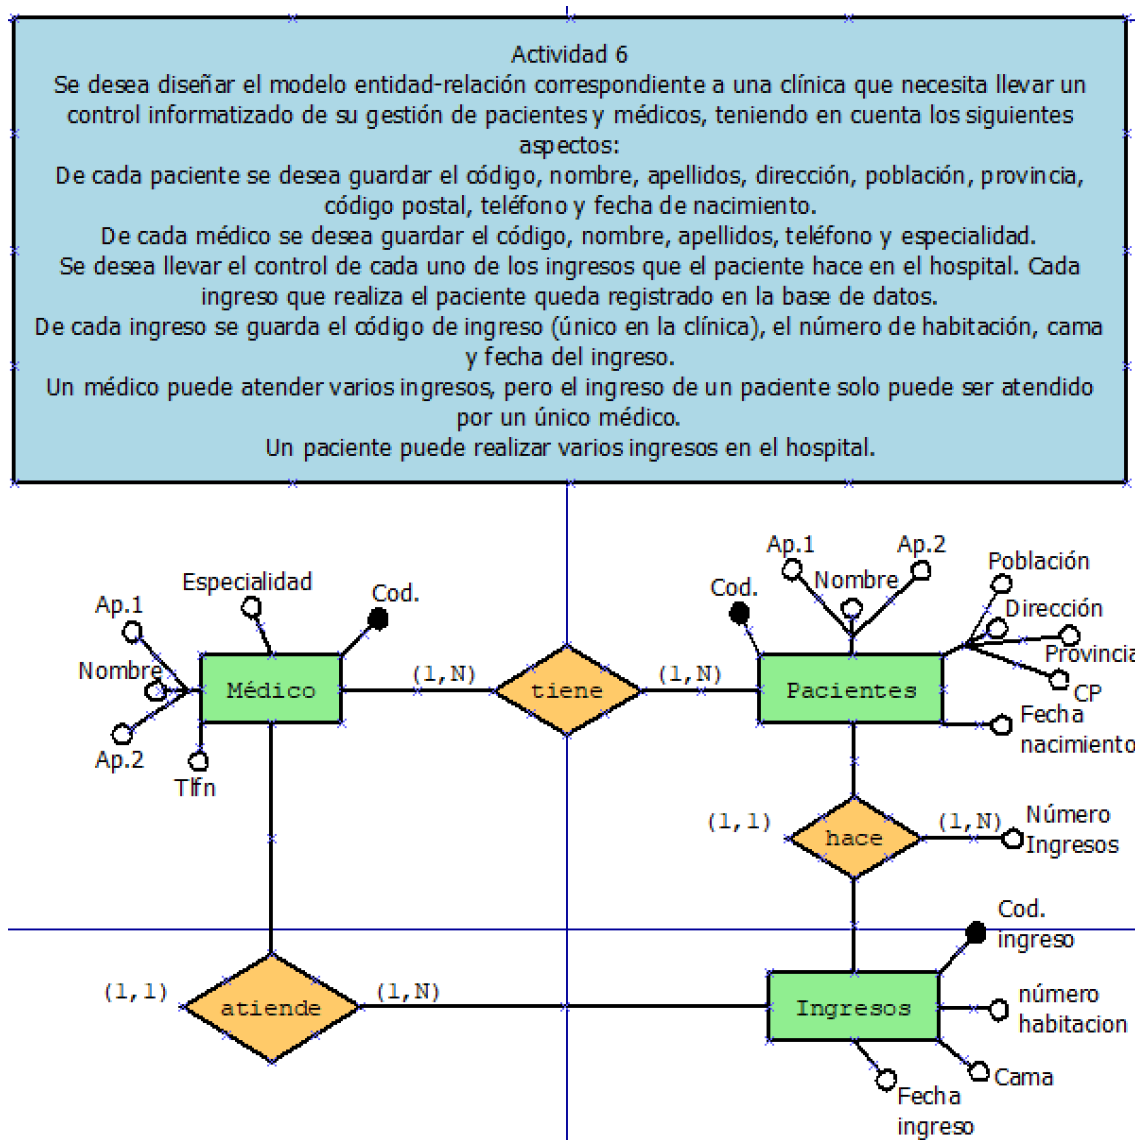 Actividad 6
Se desea diseñar el modelo entidad-relación correspondiente a una clínica que necesita llevar un
control informatizado de su gestión de pacientes y médicos, teniendo en cuenta los siguientes
aspectos:
De cada paciente se desea guardar el código, nombre, apellidos, dirección, población, provincia,
código postal, teléfono y fecha de nacimiento.
De cada médico se desea guardar el código, nombre, apellidos, teléfono y especialidad.
Se desea llevar el control de cada uno de los ingresos que el paciente hace en el hospital. Cada
ingreso que realiza el paciente queda registrado en la base de datos.
De cada ingreso se guarda el código de ingreso (único en la clínica), el número de habitación, cama
y fecha del ingreso.
Un médico puede atender varios ingresos, pero el ingreso de un paciente solo puede ser atendido
por un único médico.
Un paciente puede realizar varios ingresos en el hospital.
Ap.1
Especialidad
Cod.
Nombre
Ap.2
Tlfn
Médico
(1,N)
tiene
(1,N)
Cod.
Ap.1
Nombre
Ap.2
Población
Dirección
Provincia
CP
Pacientes
Fecha
nacimiento
(1,1)
hace
(1,N)
Número
Ingresos
(1,1)
atiende
(1,N)
Ingresos
Cod.
ingreso
número
habitacion
Cama
Fecha
ingreso